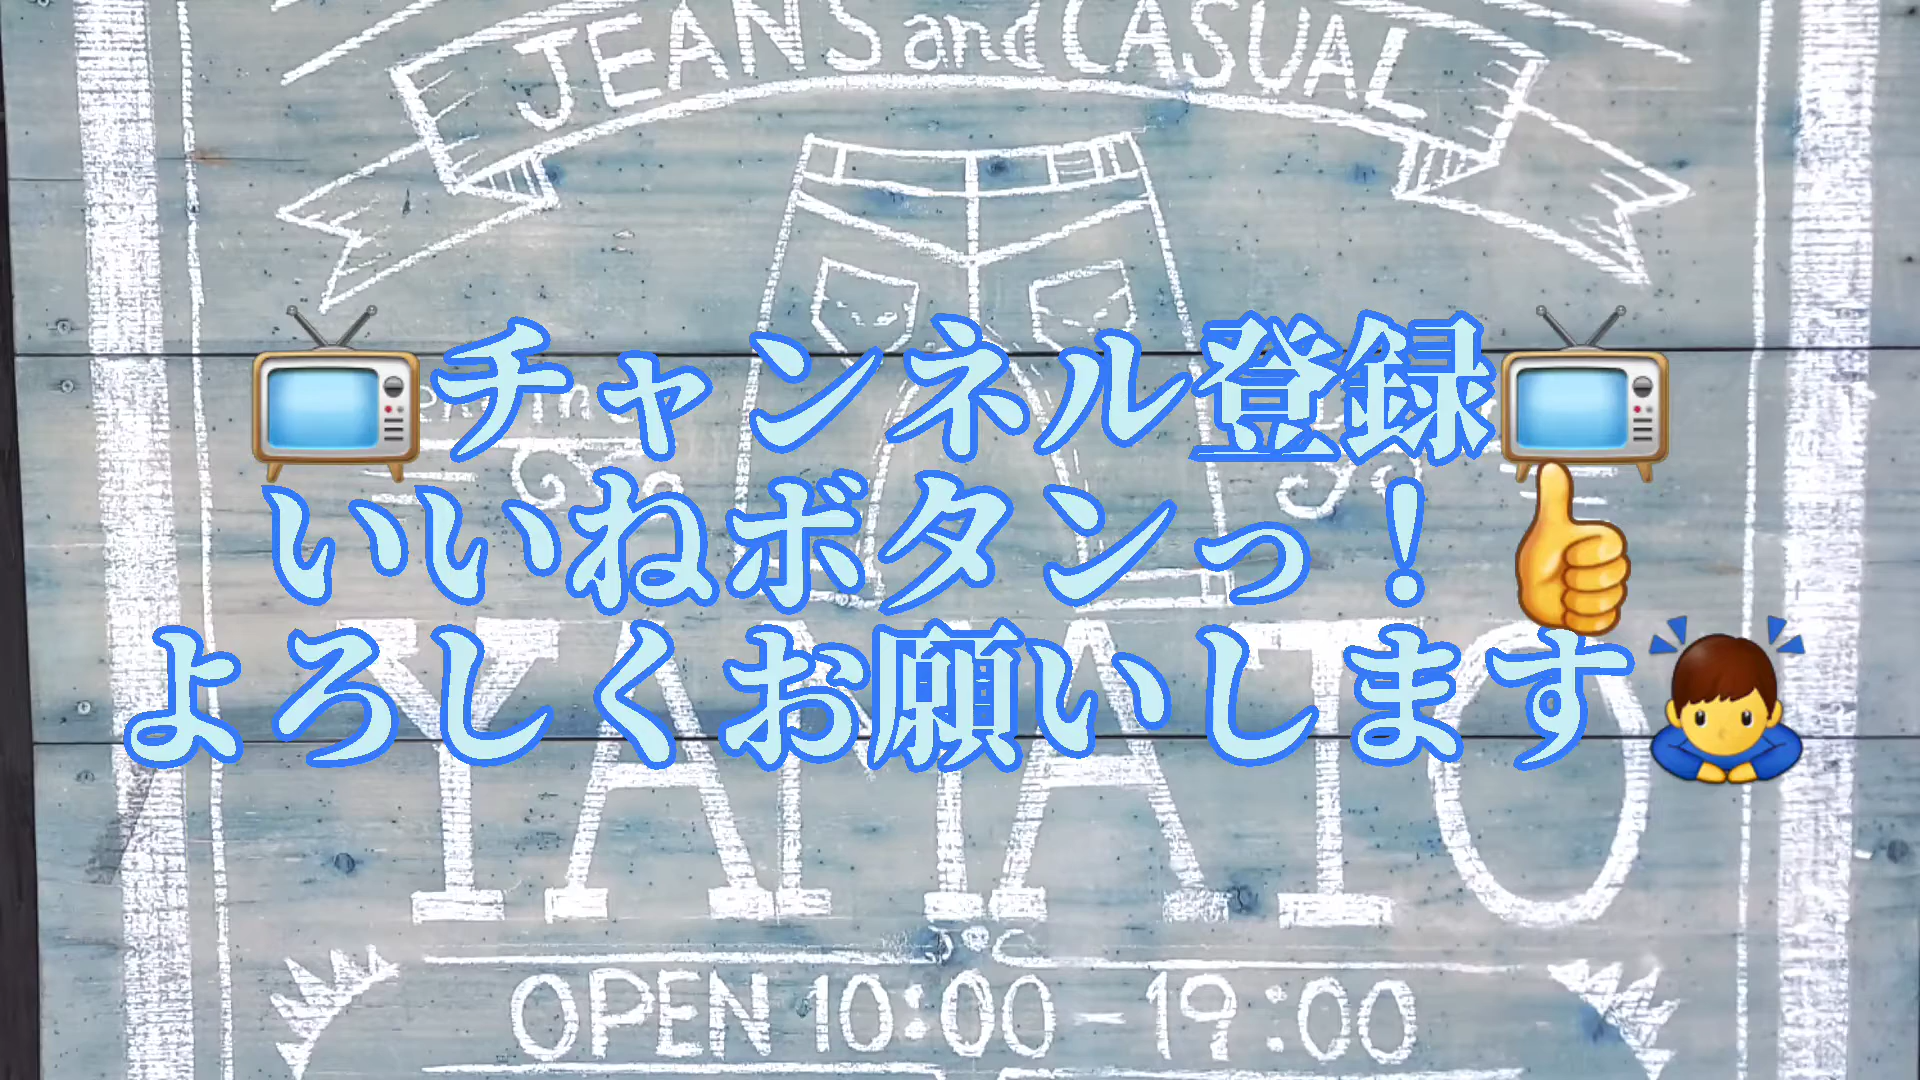 JEANS and CASUAL
📺チャンネル登録📺
いいねボタンっ！👍
よろしくお願いします🙇‍♂️
YAMATO
OPEN 10:00-19:00